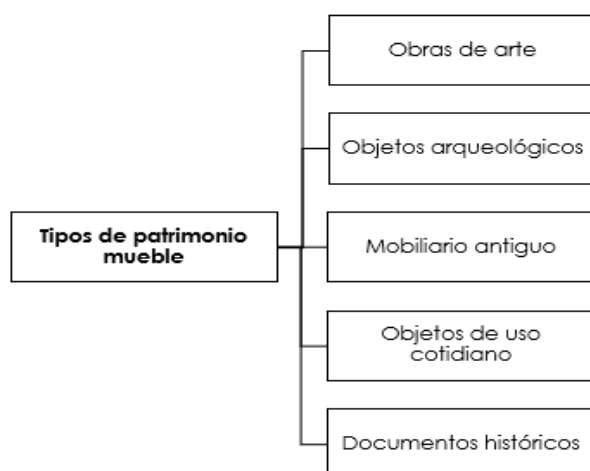 Tipos de patrimonio
mueble
Obras de arte
Objetos arqueológicos
Mobiliario antiguo
Objetos de uso
cotidiano
Documentos históricos